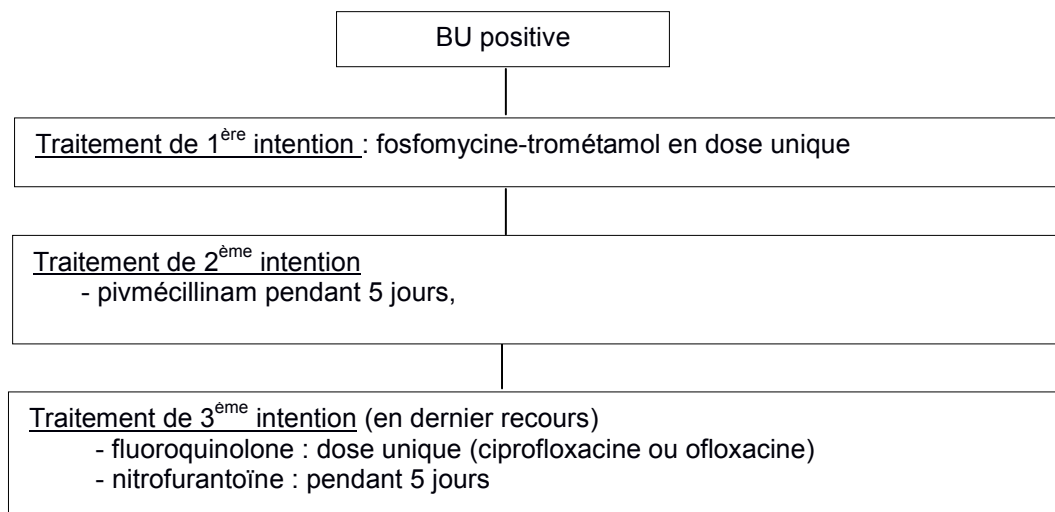 BU positive
Traitement de 1ère intention : fosfomycine-trométamol en dose unique
Traitement de 2ème intention
- pivmécillinam pendant 5 jours,
Traitement de 3ème intention (en dernier recours)
- fluoroquinolone : dose unique (ciprofloxacine ou ofloxacine)
- nitrofurantoïne : pendant 5 jours